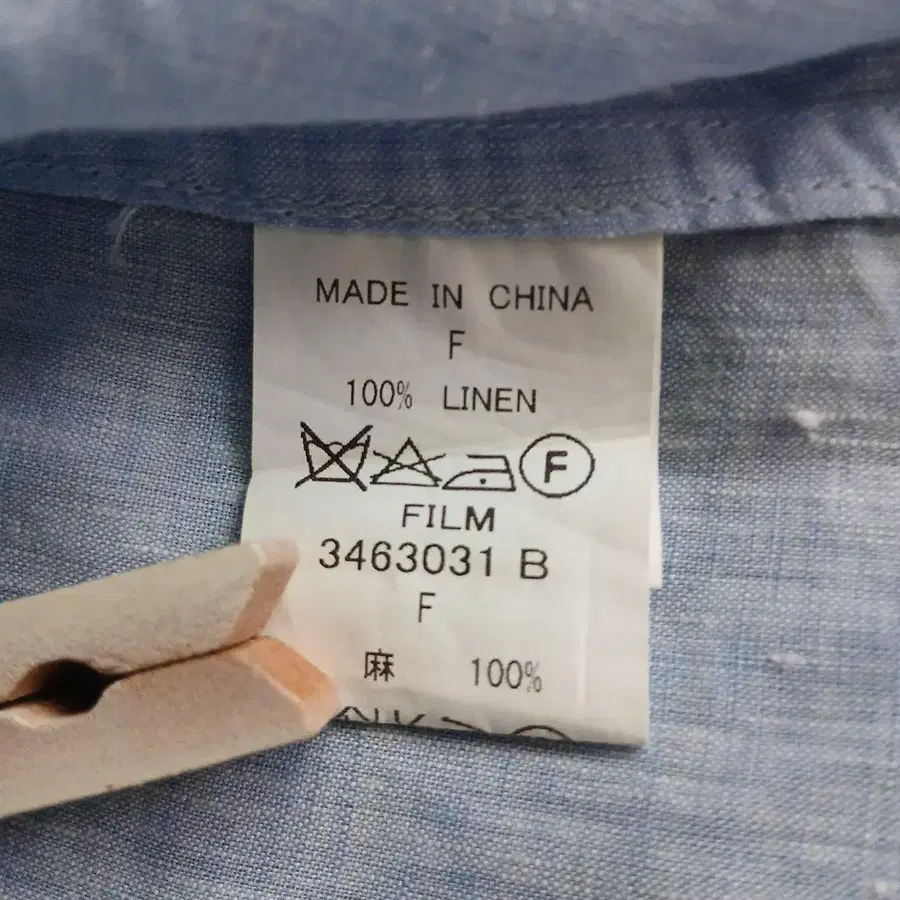 MADE IN CHINA
F
100% LINEN
F
FILM
3463031 B
F
麻 100%